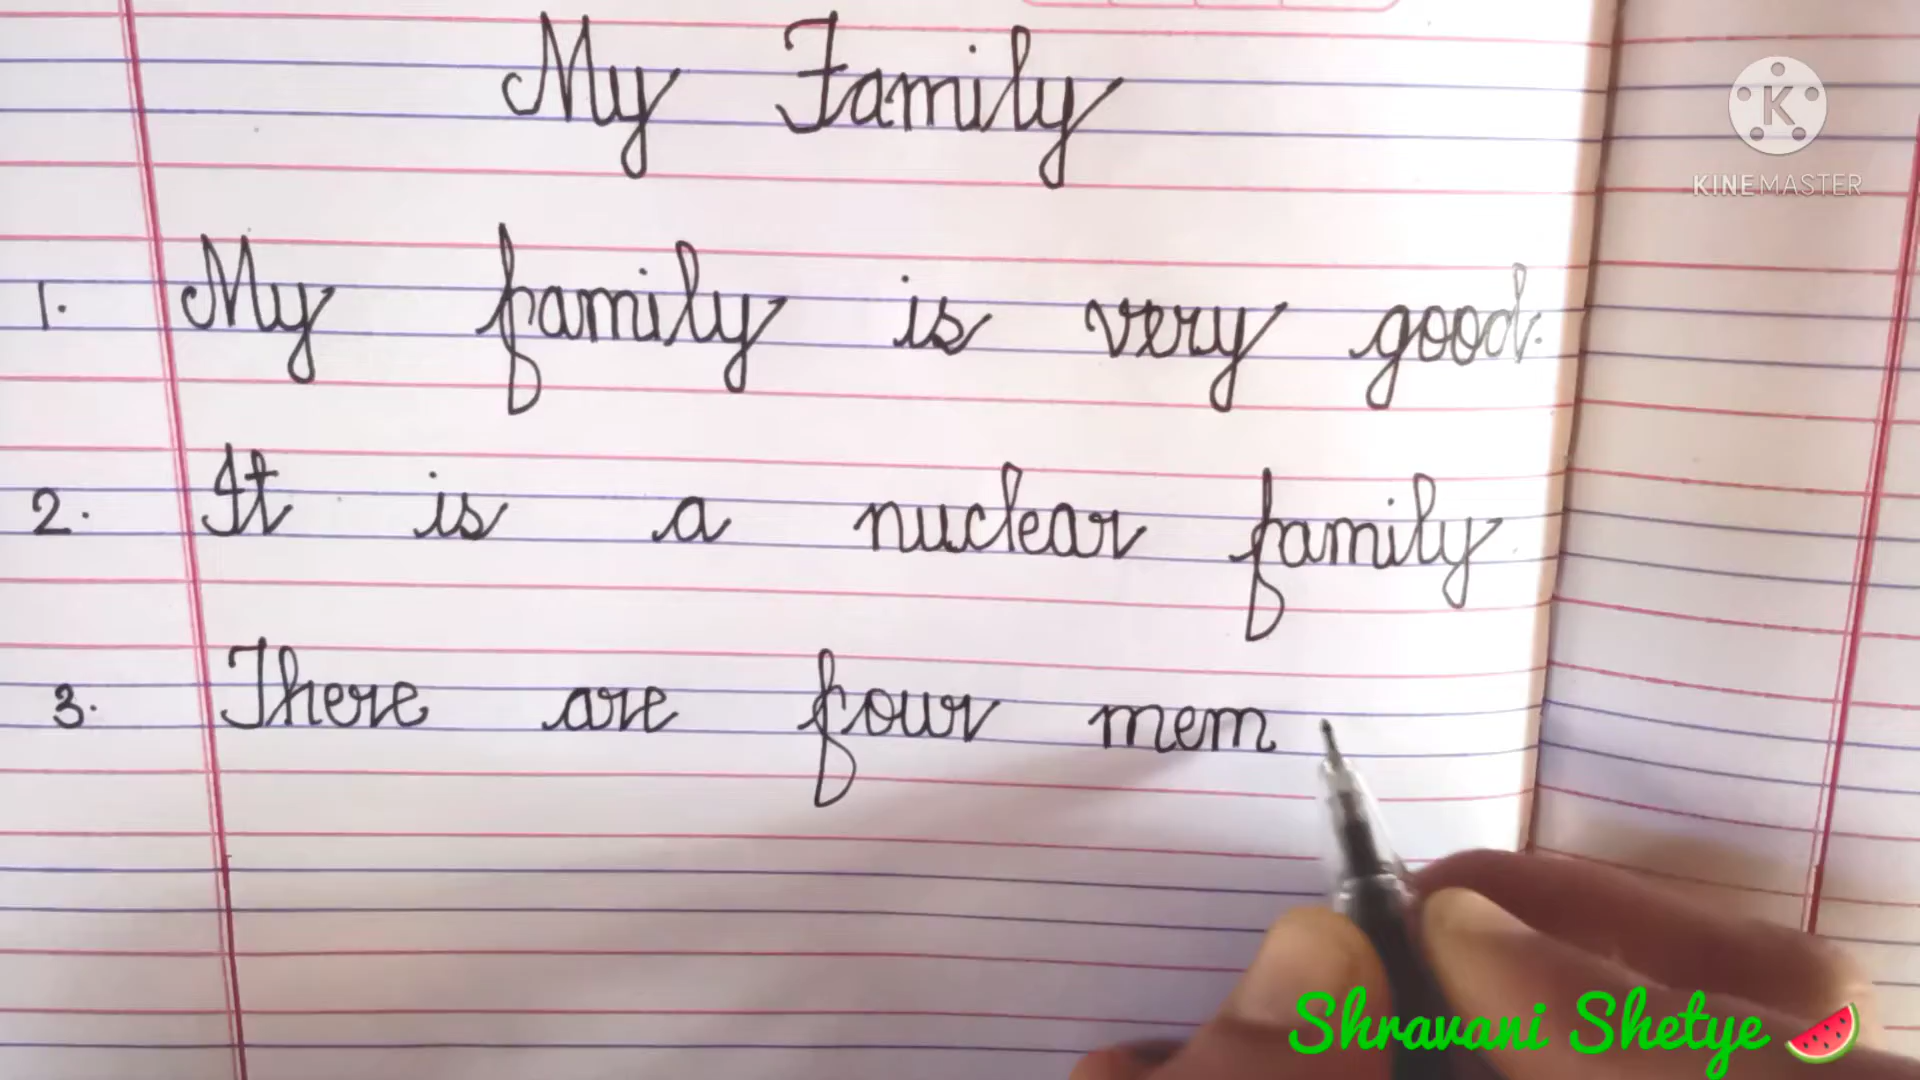 My Family
KINEMASTER
1. My family is very good.
2. It is a nuclear family.
3. There are four mem
Shravani Shetye